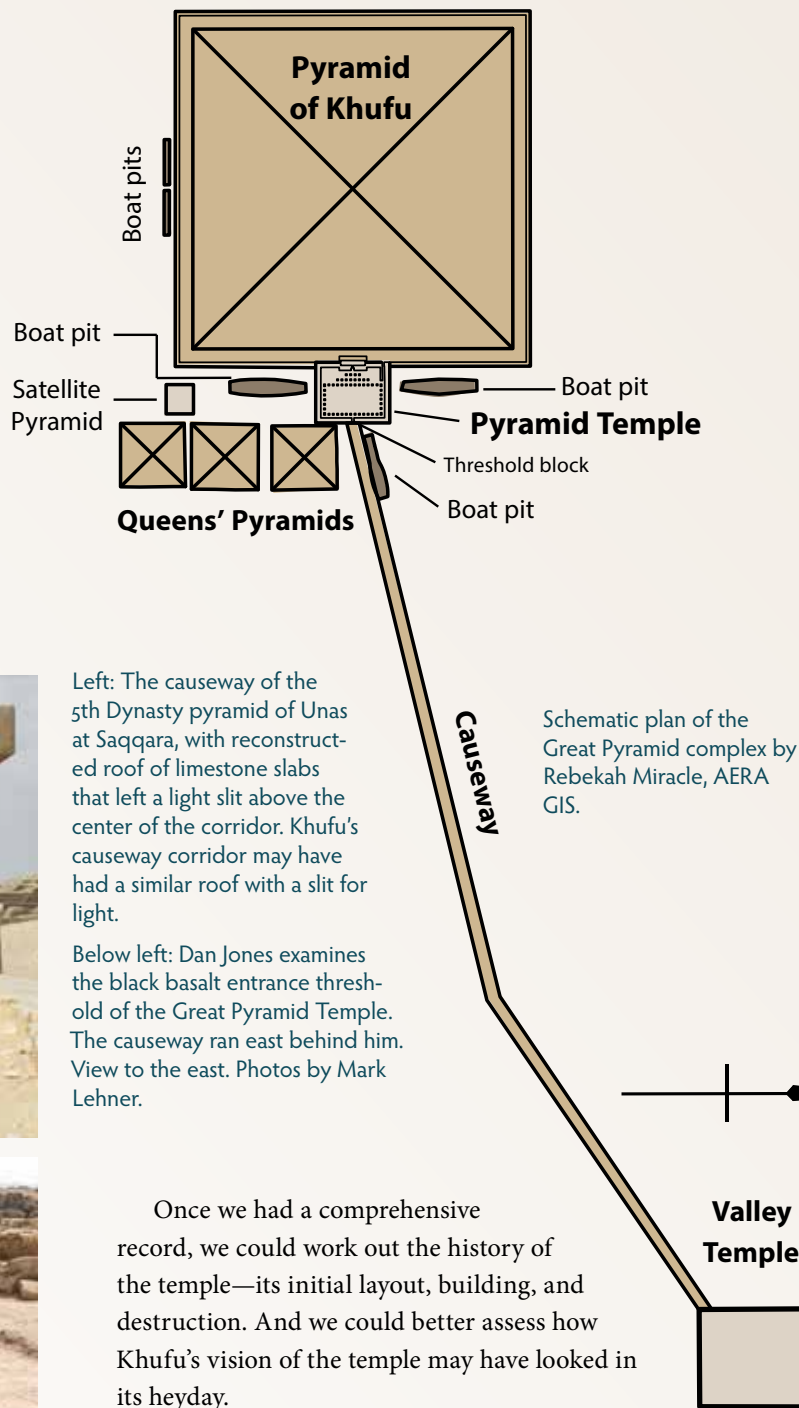 Pyramid
of Khufu
Boat pits
Boat pit
Satellite
Pyramid
Boat pit
Pyramid Temple
Threshold block
Boat pit
Queens’ Pyramids
Causeway
Left: The causeway of the
5th Dynasty pyramid of Unas
at Saqqara, with reconstruct-
ed roof of limestone slabs
that left a light slit above the
center of the corridor. Khufu’s
causeway corridor may have
had a similar roof with a slit for
light.
Below left: Dan Jones examines
the black basalt entrance thresh-
old of the Great Pyramid Temple.
The causeway ran east behind him.
View to the east. Photos by Mark
Lehner.
Schematic plan of the
Great Pyramid complex by
Rebekah Miracle, AERA
GIS.
Valley
Temple
Once we had a comprehensive
record, we could work out the history of
the temple—its initial layout, building, and
destruction. And we could better assess how
Khufu’s vision of the temple may have looked in
its heyday.